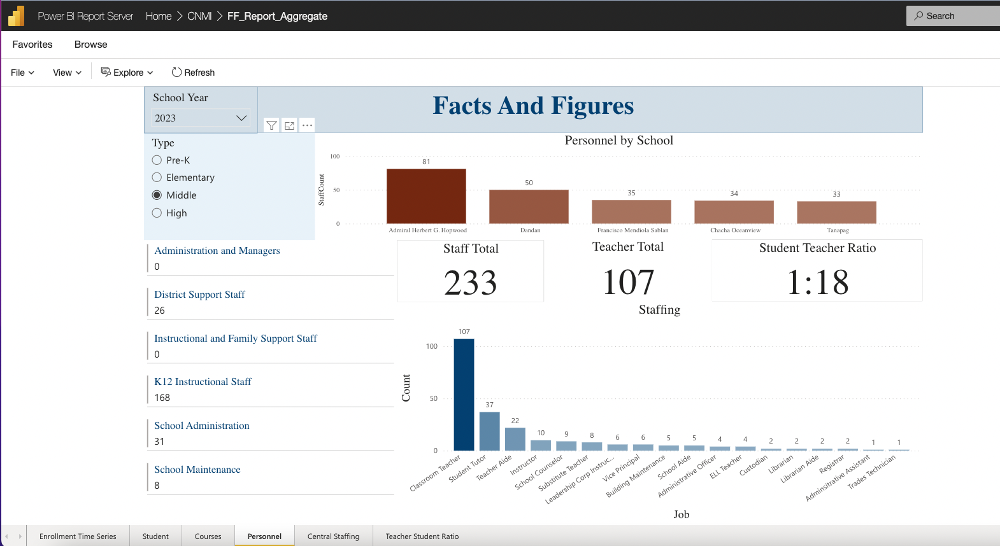 Power BI Report Server Home > CNMI > FF_Report_Aggregate
Search
Favorites Browse
File View Explore Refresh
School Year
2023
Facts And Figures
Type
Pre-K
Elementary
Middle
High
Personnel by School
StaffCount
100
50
0
81
50
35
34
33
Admiral Herbert G. Hopwood
Dandan
Francisco Mendiola Sablan
Chacha Oceanview
Tanapag
Administration and Managers
0
District Support Staff
26
Instructional and Family Support Staff
0
K12 Instructional Staff
168
School Administration
31
School Maintenance
8
Staff Total
233
Teacher Total
107
Student Teacher Ratio
1:18
Staffing
Count
100
50
0
107
37
22
10
9
8
6
6
5
5
4
4
2
2
2
2
1
1
Classroom Teacher
Student Tutor
Teacher Aide
Instructor
School Counselor
Substitute Teacher
Leadership Corp Instruc...
Vice Principal
Building Maintenance
School Aide
Administrative Officer
ELL Teacher
Custodian
Librarian
Librarian Aide
Registrar
Adminsitrative Assistant
Trades Technician
Job
Enrollment Time Series
Student
Courses
Personnel
Central Staffing
Teacher Student Ratio